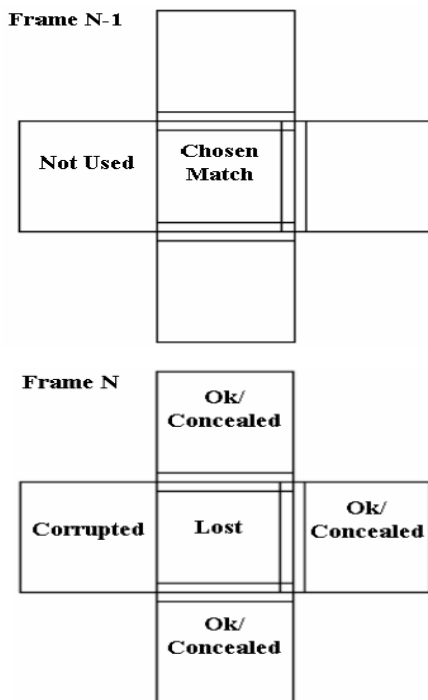 Frame N-1
Not Used
Chosen
Match
Frame N
Ok/
Concealed
Corrupted
Lost
Ok/
Concealed
Ok/
Concealed